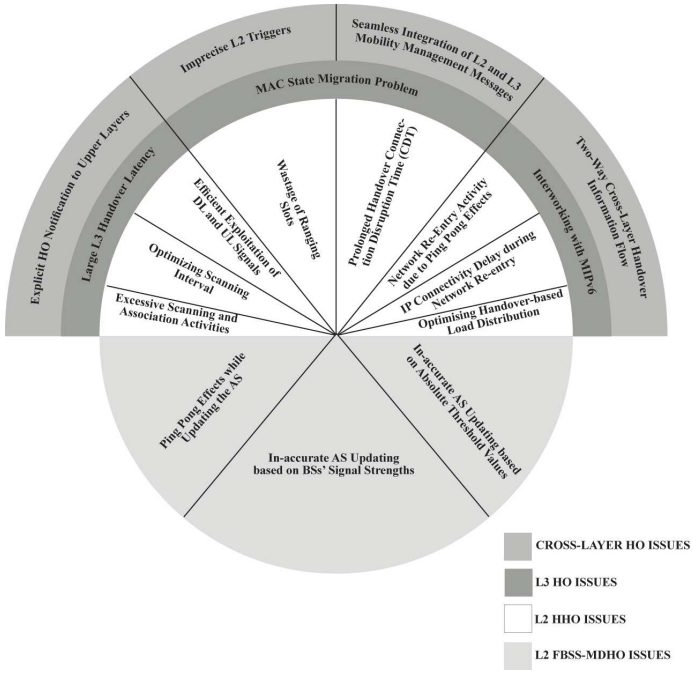 Explicit HO Notification to Upper Layers
Imprecise L2 Triggers
Seamless Integration of L2 and L3
Mobility Management Messages
Two-Way Cross-Layer Handover
Information Flow
Large L3 Handover Latency
MAC State Migration Problem
Interworking with MIPv6
Excessive Scanning and
Association Activities
Optimizing Scanning
Interval
Efficient Exploitation of
DL and UL Signals
Wastage of Ranging
Slots
Prolonged Handover Connec-
tion Disruption Time (CDT)
Network Re-Entry Activity
due to Ping Pong Effects
IP Connectivity Delay during
Network Re-entry
Optimising Handover-based
Load Distribution
Ping Pong Effects while
Updating the AS
In-accurate AS Updating
based on BSs' Signal Strengths
In-accurate AS Updating based
on Absolute Threshold Values
CROSS-LAYER HO ISSUES
L3 HO ISSUES
L2 HHO ISSUES
L2 FBSS-MDHO ISSUES